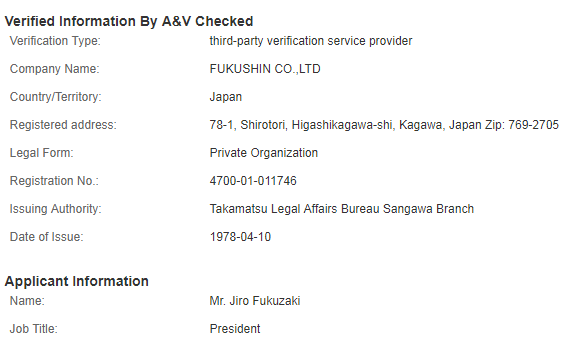 Verified Information By A&V Checked
Verification Type: third-party verification service provider
Company Name: FUKUSHIN CO.,LTD
Country/Territory: Japan
Registered address: 78-1, Shirotori, Higashikagawa-shi, Kagawa, Japan Zip: 769-2705
Legal Form: Private Organization
Registration No.: 4700-01-011746
Issuing Authority: Takamatsu Legal Affairs Bureau Sangawa Branch
Date of Issue: 1978-04-10
Applicant Information
Name: Mr. Jiro Fukuzaki
Job Title: President